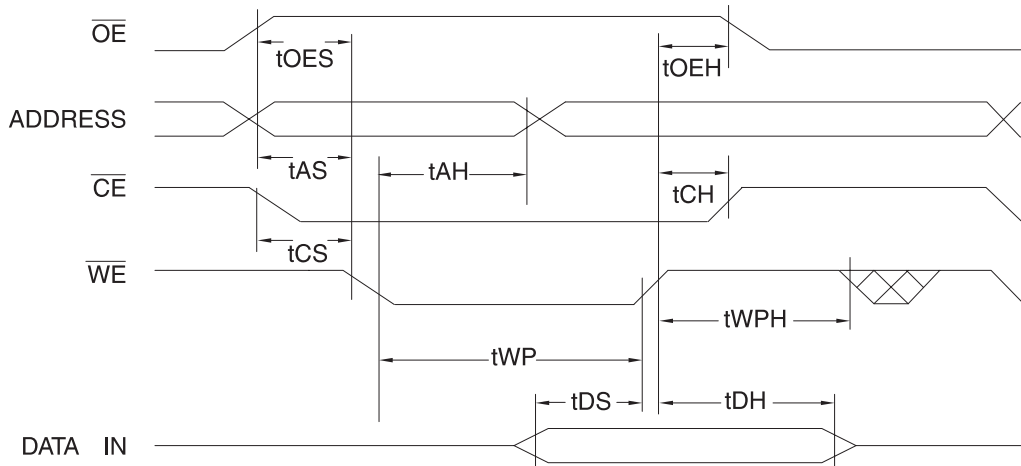 OE
tOES
tOEH
ADDRESS
tAS
tAH
CE
tCH
tCS
WE
tWPH
tWP
tDS
tDH
DATA IN